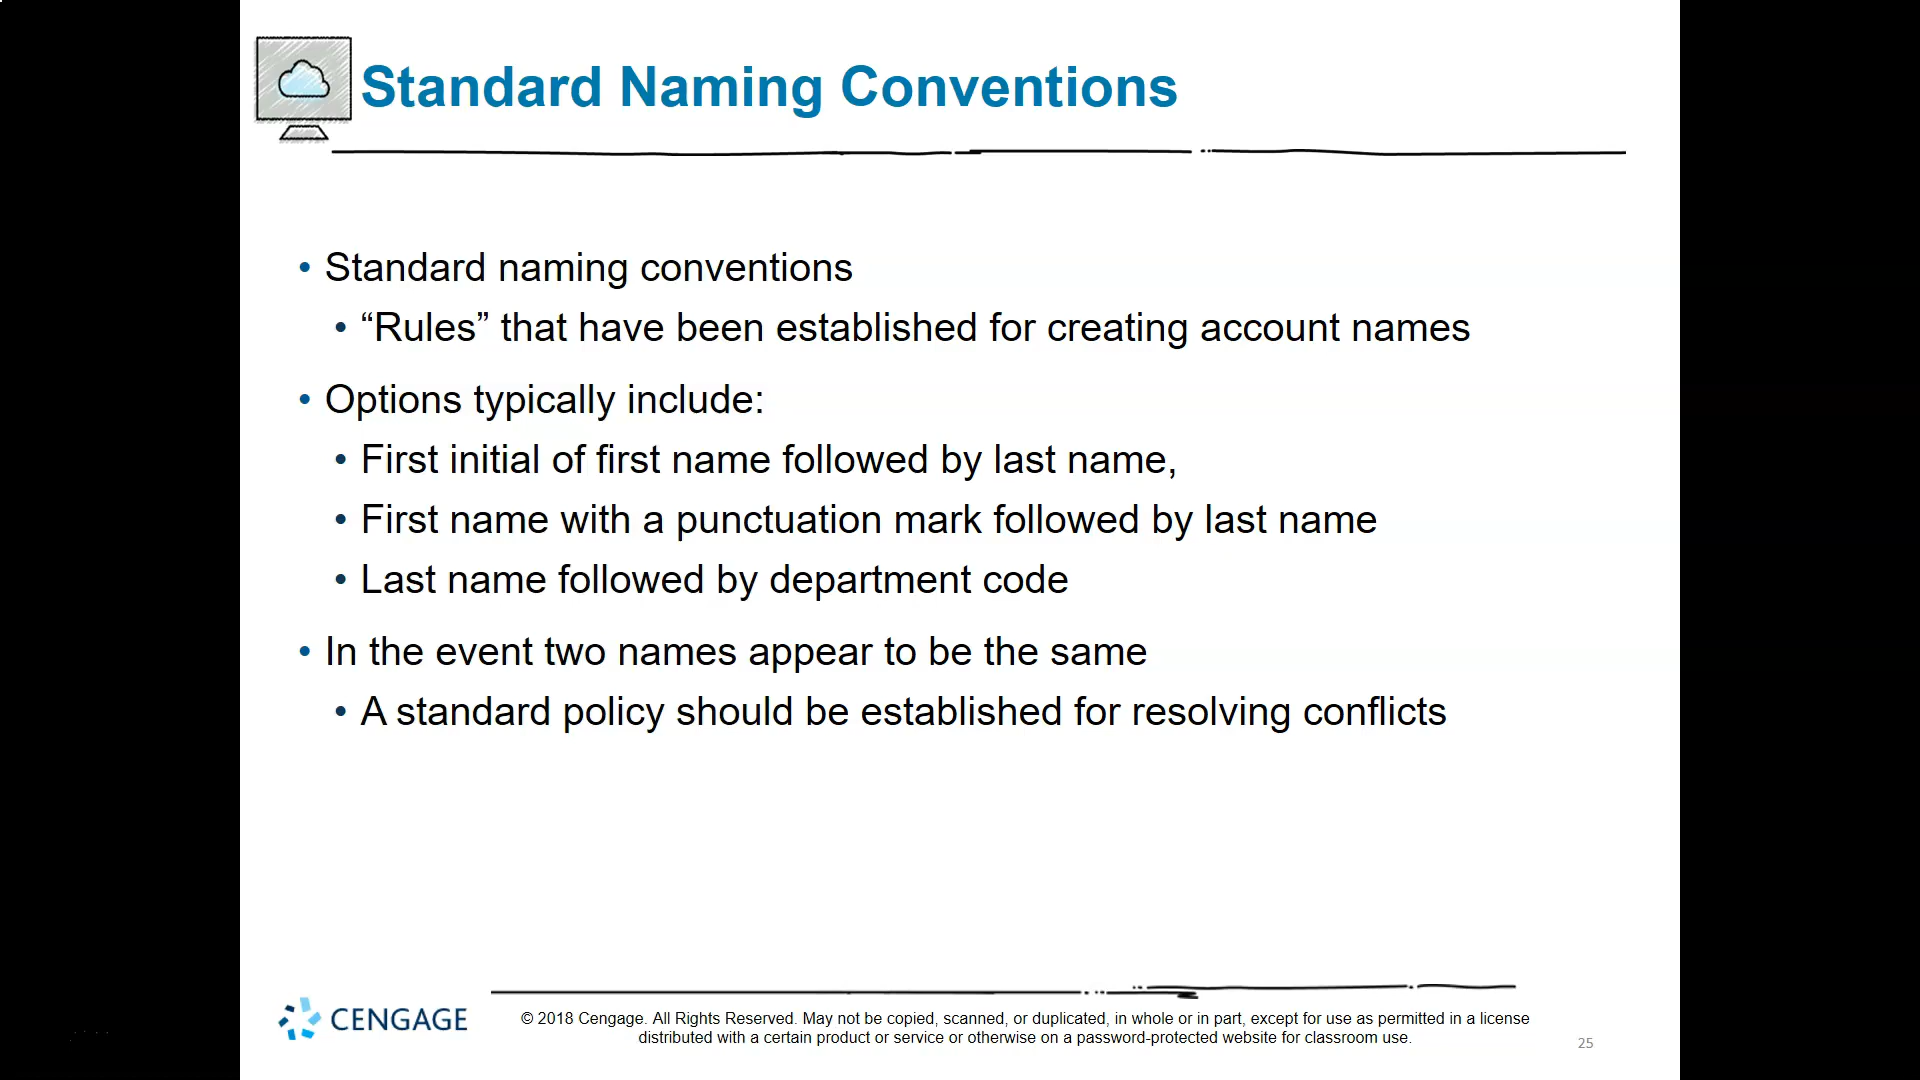 Standard Naming Conventions
• Standard naming conventions
• “Rules” that have been established for creating account names
• Options typically include:
• First initial of first name followed by last name,
• First name with a punctuation mark followed by last name
• Last name followed by department code
• In the event two names appear to be the same
• A standard policy should be established for resolving conflicts
CENGAGE
© 2018 Cengage. All Rights Reserved. May not be copied, scanned, or duplicated, in whole or in part, except for use as permitted in a license
distributed with a certain product or service or otherwise on a password-protected website for classroom use.
25